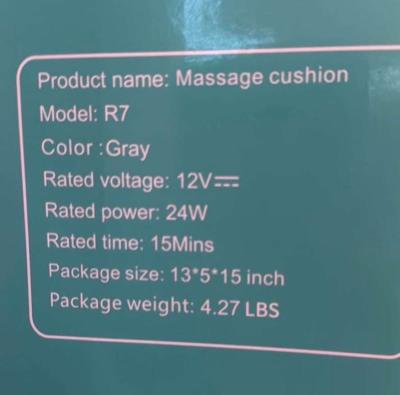 Product name: Massage cushion
Model: R7
Color :Gray
Rated voltage: 12V⎓
Rated power: 24W
Rated time: 15Mins
Package size: 13*5*15 inch
Package weight: 4.27 LBS